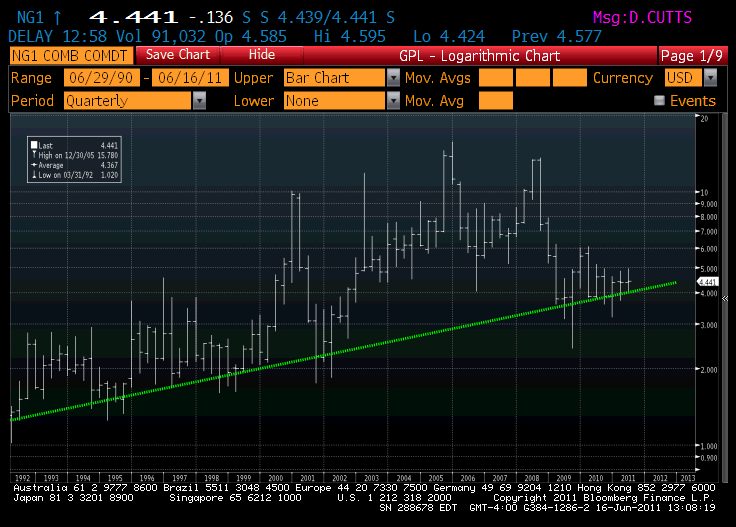 NG1 ↑ 4.441 -.136 S S 4.439/4.441 S Msg:D.CUTTS
DELAY 12:58 Vol 91,032 Op 4.585 Hi 4.595 Lo 4.424 Prev 4.577
NG1 COMB COMDT Save Chart Hide GPL - Logarithmic Chart Page 1/9
Range 06/29/90 - 06/16/11 Upper Bar Chart Mov. Avgs Currency USD
Period Quarterly Lower None Mov. Avg Events
20
Last 4.441
High on 12/30/05 15.780
Average 4.367
Low on 03/31/92 1.020
10
9.000
8.000
7.000
6.000
5.000
4.441
4.000
3.000
2.000
1.000
0.900
1992 1993 1994 1995 1996 1997 1998 1999 2000 2001 2002 2003 2004 2005 2006 2007 2008 2009 2010 2011 2012 2013
Australia 61 2 9777 8600 Brazil 5511 3048 4500 Europe 44 20 7330 7500 Germany 49 69 9204 1210 Hong Kong 852 2977 6000
Japan 81 3 3201 8900 Singapore 65 6212 1000 U.S. 1 212 318 2000 Copyright 2011 Bloomberg Finance L.P.
SN 288678 EDT GMT-4:00 G384-1286-2 16-Jun-2011 13:08:19